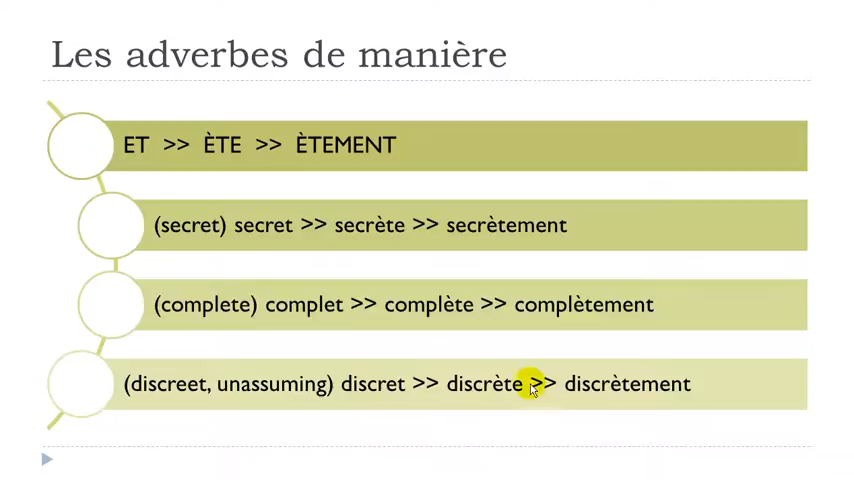 Les adverbes de manière
ET >> ÈTE >> ÈTEMENT
(secret) secret >> secrète >> secrètement
(complete) complet >> complète >> complètement
(discreet, unassuming) discret >> discrète >> discrètement